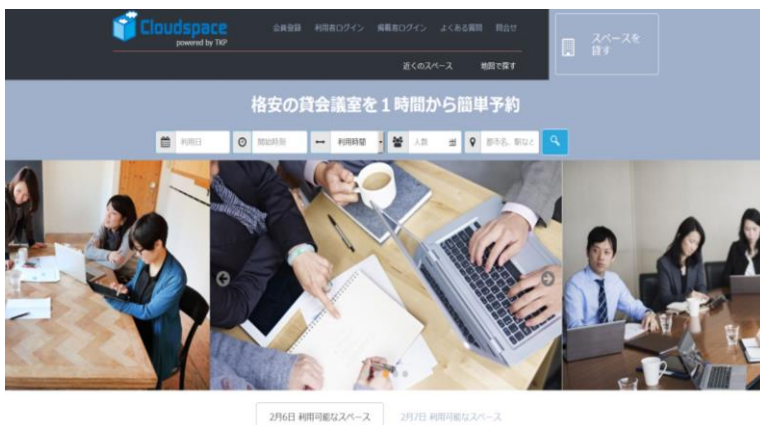 Cloudspace
powered by TKP
会員登録 利用者ログイン 掲載者ログイン よくある質問 問合せ
近くのスペース 地図で探す
スペースを
貸す
格安の貸会議室を1時間から簡単予約
利用日 開始時刻 利用時間 人数 都市名、駅など
2月6日 利用可能なスペース 2月7日 利用可能なスペース